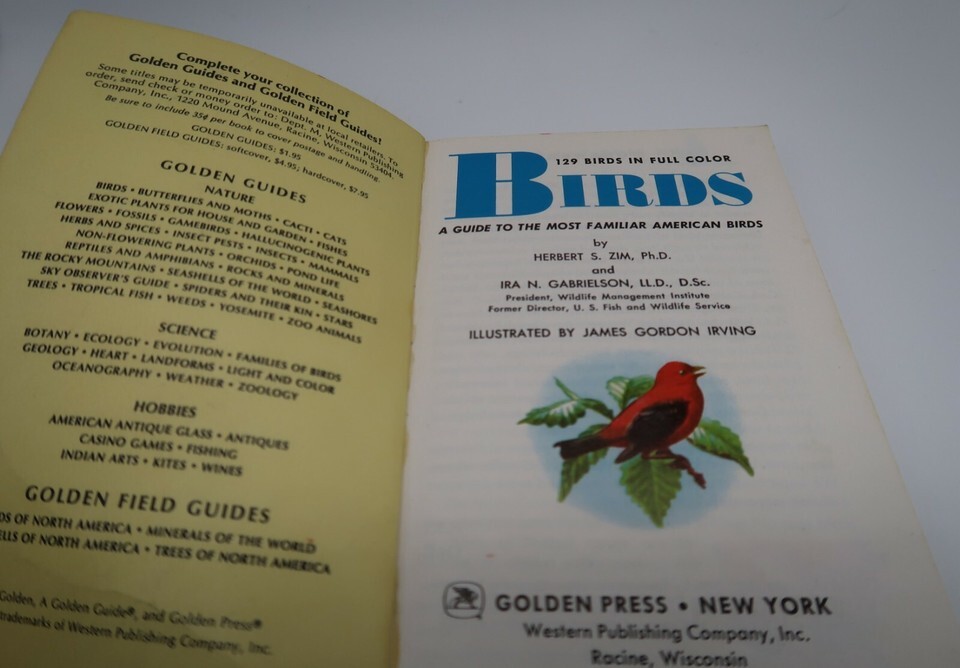 Complete your collection of
Golden Guides and Golden Field Guides!
Some titles may be temporarily unavailable at local retailers. To
order, send check or money order to: Dept. M, Western Publishing
Company, Inc., 1220 Mound Avenue, Racine, Wisconsin 53404.
Be sure to include 35¢ per book to cover postage and handling.
GOLDEN GUIDES: $1.95
GOLDEN FIELD GUIDES: softcover, $4.95; hardcover, $7.95
GOLDEN GUIDES
NATURE
BIRDS • BUTTERFLIES AND MOTHS • CACTI • CATS
EXOTIC PLANTS FOR HOUSE AND GARDEN • FISHES
FLOWERS • FOSSILS • GAMEBIRDS • HALLUCINOGENIC PLANTS
HERBS AND SPICES • INSECT PESTS • INSECTS • MAMMALS
NON-FLOWERING PLANTS • ORCHIDS • POND LIFE
REPTILES AND AMPHIBIANS • ROCKS AND MINERALS
THE ROCKY MOUNTAINS • SEASHELLS OF THE WORLD • SEASHORES
SKY OBSERVER'S GUIDE • SPIDERS AND THEIR KIN • STARS
TREES • TROPICAL FISH • WEEDS • YOSEMITE • ZOO ANIMALS
SCIENCE
BOTANY • ECOLOGY • EVOLUTION • FAMILIES OF BIRDS
GEOLOGY • HEART • LANDFORMS • LIGHT AND COLOR
OCEANOGRAPHY • WEATHER • ZOOLOGY
HOBBIES
AMERICAN ANTIQUE GLASS • ANTIQUES
CASINO GAMES • FISHING
INDIAN ARTS • KITES • WINES
GOLDEN FIELD GUIDES
DS OF NORTH AMERICA • MINERALS OF THE WORLD
ELLS OF NORTH AMERICA • TREES OF NORTH AMERICA
Golden, A Golden Guide®, and Golden Press®
trademarks of Western Publishing Company, Inc.
129 BIRDS IN FULL COLOR
BIRDS
A GUIDE TO THE MOST FAMILIAR AMERICAN BIRDS
by
HERBERT S. ZIM, Ph.D.
and
IRA N. GABRIELSON, LL.D., D.Sc.
President, Wildlife Management Institute
Former Director, U. S. Fish and Wildlife Service
ILLUSTRATED BY JAMES GORDON IRVING
GOLDEN PRESS • NEW YORK
Western Publishing Company, Inc.
Racine, Wisconsin